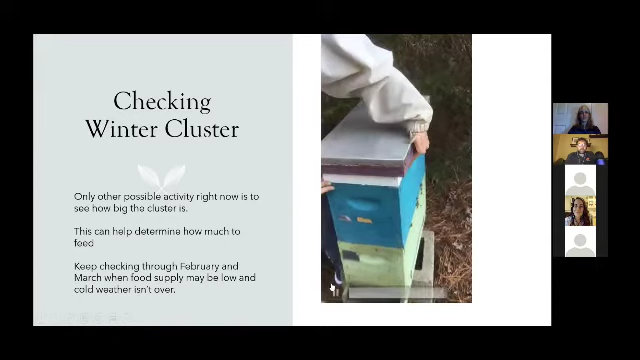 Checking
Winter Cluster
Only other possible activity right now is to
see how big the cluster is.
This can help determine how much to
feed
Keep checking through February and
March when food supply may be low and
cold weather isn't over.